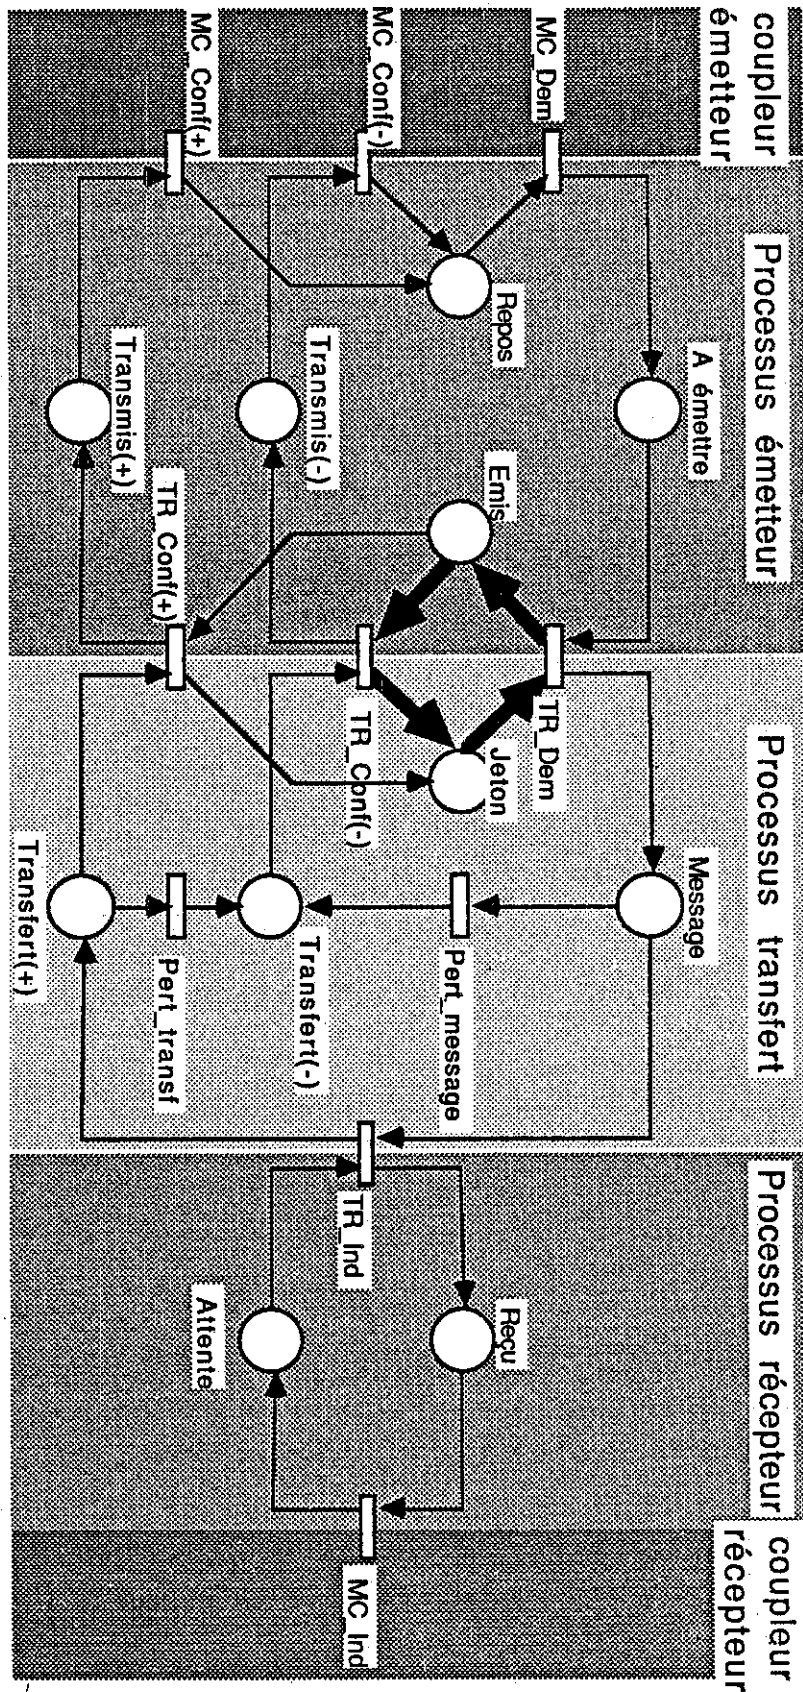 coupleur
émetteur
Processus émetteur
Processus transfert
Processus récepteur
coupleur
récepteur
MC_Dem
A émettre
TR_Dem
Message
Repos
Emis
Jeton
Pert_message
Reçu
MC_Conf(-)
Transmis(-)
TR_Conf(-)
Transfert(-)
TR_Ind
MC_Ind
Attente
MC_Conf(+)
Transmis(+)
TR_Conf(+)
Pert_transf
Transfert(+)